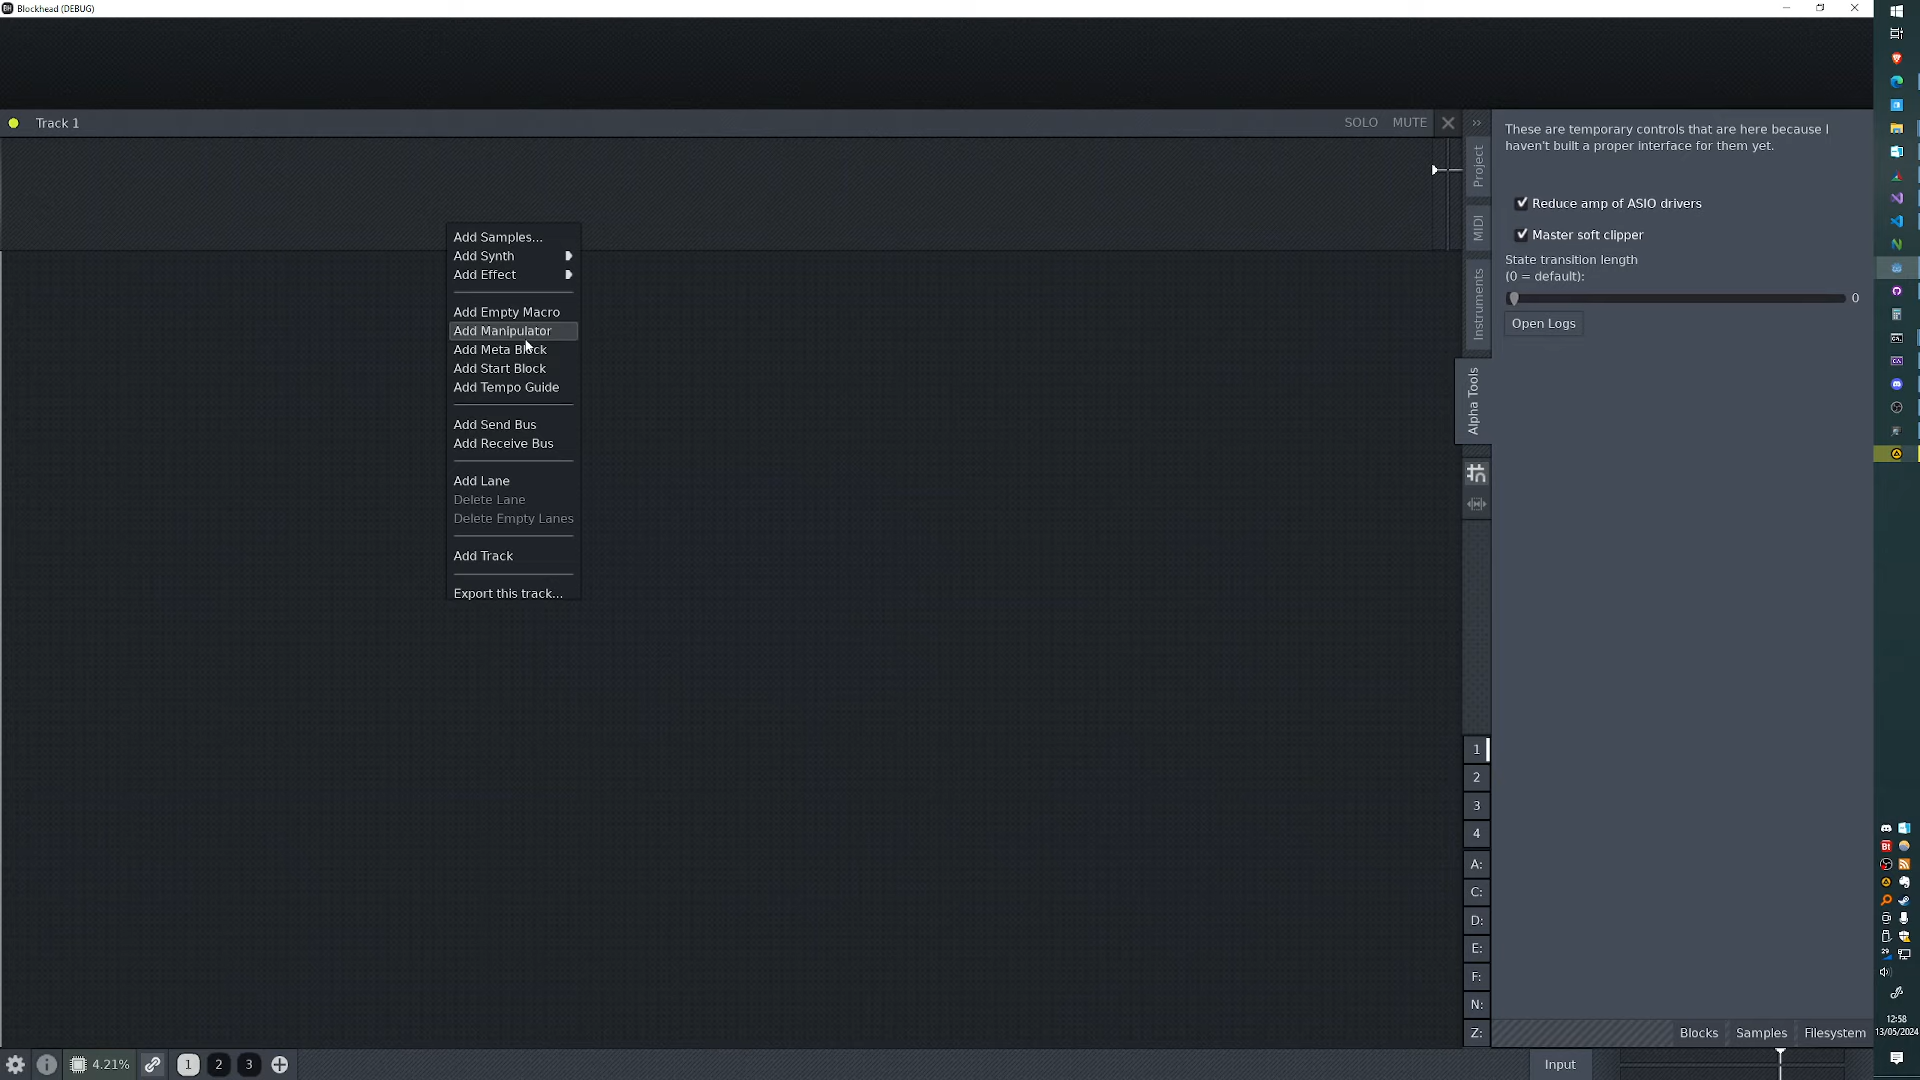 Blockhead (DEBUG)
Track 1
SOLO MUTE
Add Samples...
Add Synth
Add Effect
Add Empty Macro
Add Manipulator
Add Meta Block
Add Start Block
Add Tempo Guide
Add Send Bus
Add Receive Bus
Add Lane
Delete Lane
Delete Empty Lanes
Add Track
Export this track...
Project
MIDI
Instruments
Alpha Tools
1
2
3
4
A:
C:
D:
E:
F:
N:
Z:
These are temporary controls that are here because I
haven't built a proper interface for them yet.
Reduce amp of ASIO drivers
Master soft clipper
State transition length
(0 = default):
0
Open Logs
Blocks Samples Filesystem
4.21% 1 2 3
Input
Bt
29
12:58
13/05/2024